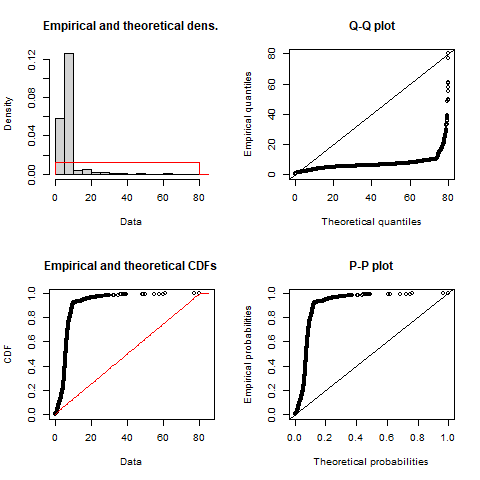 Empirical and theoretical dens.
Density
0.00 0.04 0.08 0.12
0 20 40 60 80
Data
Q-Q plot
Empirical quantiles
0 20 40 60 80
0 20 40 60 80
Theoretical quantiles
Empirical and theoretical CDFs
CDF
0.0 0.2 0.4 0.6 0.8 1.0
0 20 40 60 80
Data
P-P plot
Empirical probabilities
0.0 0.2 0.4 0.6 0.8 1.0
0.0 0.2 0.4 0.6 0.8 1.0
Theoretical probabilities